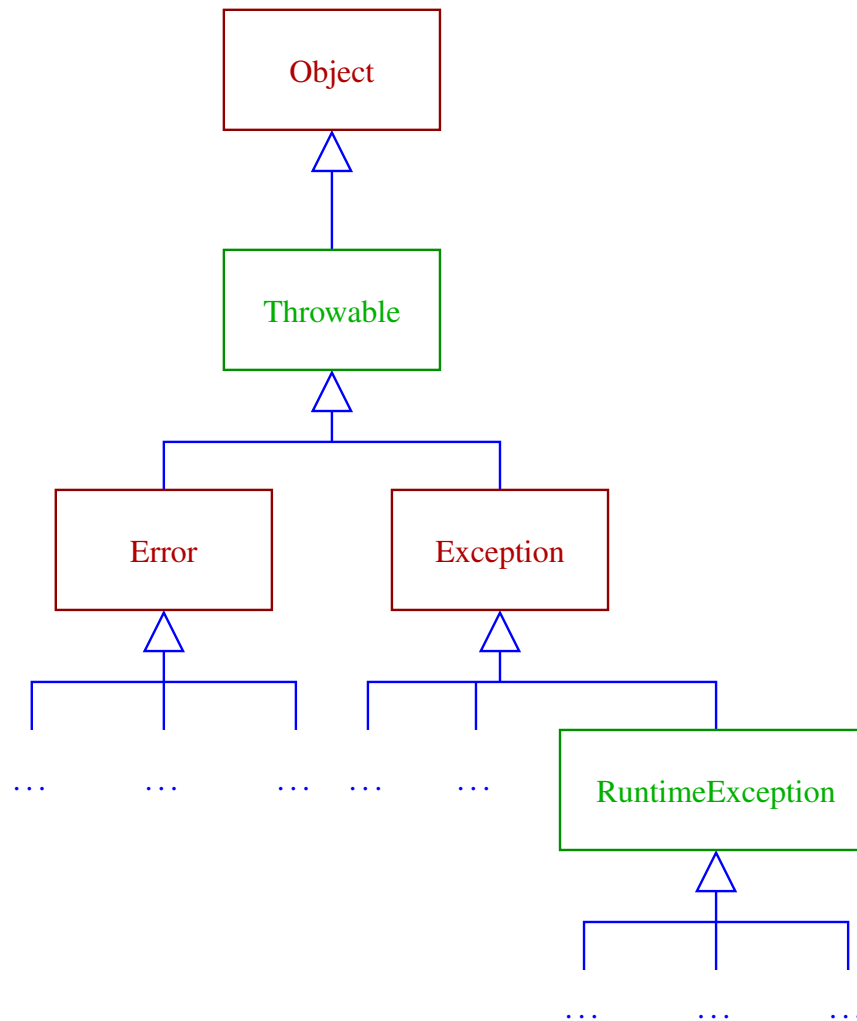 Object
Throwable
Error
Exception
... ... ... ... ...
RuntimeException
... ... ...